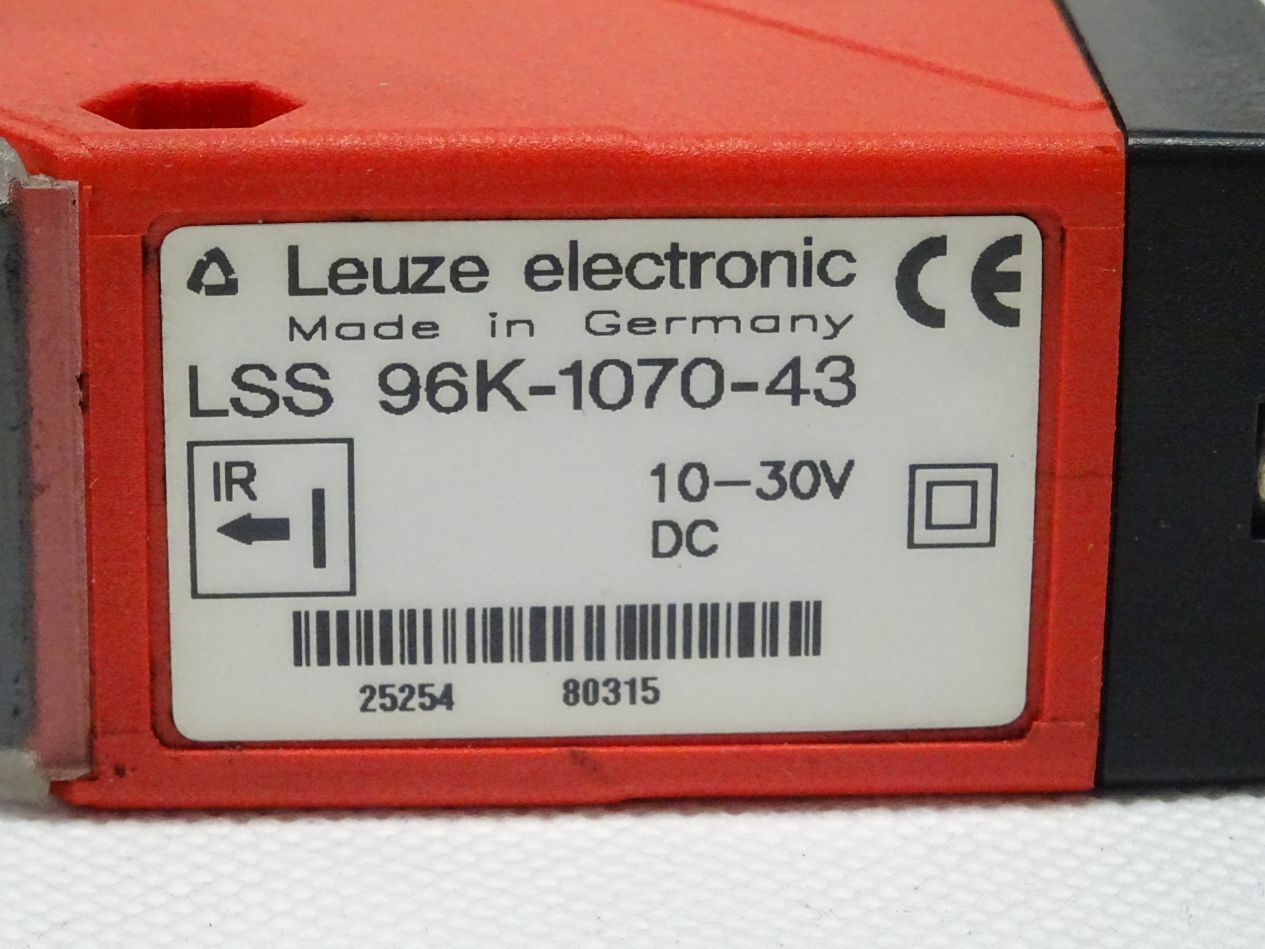 Leuze electronic
CE
Made in Germany
LSS 96K-1070-43
IR
10-30V
DC
25254 80315